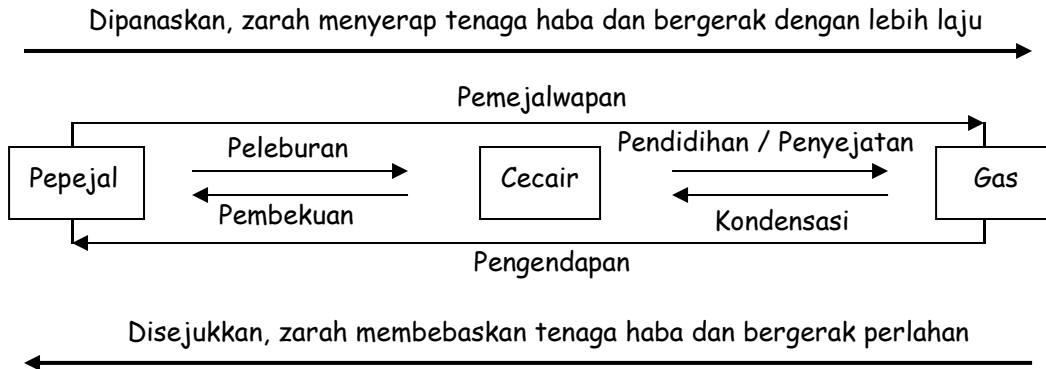 Dipanaskan, zarah menyerap tenaga haba dan bergerak dengan lebih laju
Pemejalwapan
Peleburan
Pendidihan / Penyejatan
Pepejal
Cecair
Gas
Pembekuan
Kondensasi
Pengendapan
Disejukkan, zarah membebaskan tenaga haba dan bergerak perlahan